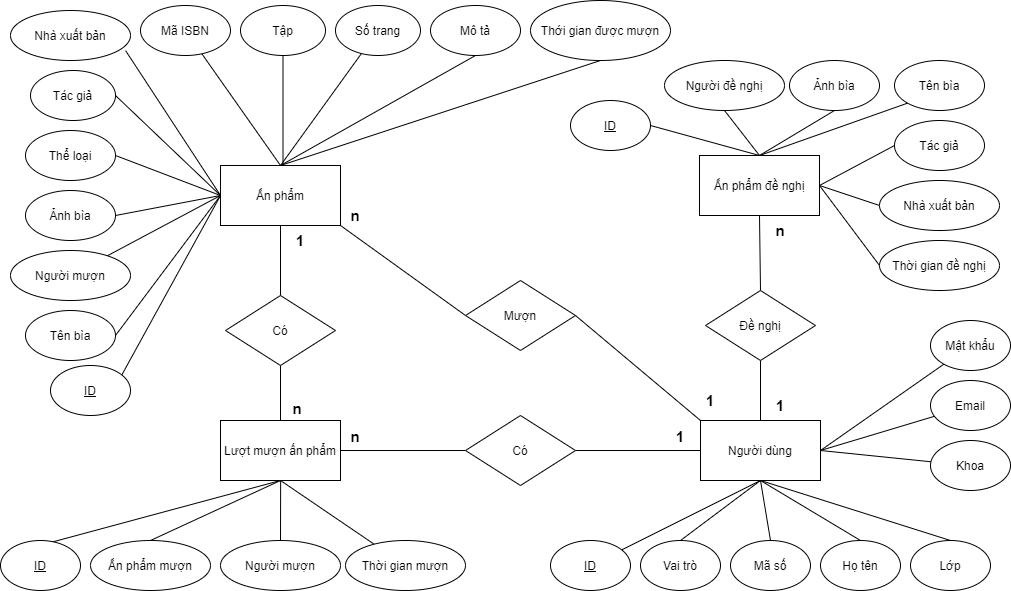 Nhà xuất bản
Mã ISBN
Tập
Số trang
Mô tả
Thới gian được mượn
Tác giả
Thể loại
Ảnh bìa
Người mượn
Tên bìa
ID
Ấn phẩm
n
1
Có
n
Mượn
1
Lượt mượn ấn phẩm
n
Có
1
Người dùng
ID
Người đề nghị
Ảnh bìa
Tên bìa
Tác giả
Nhà xuất bản
Thời gian đề nghị
Ấn phẩm đề nghị
n
Đề nghị
1
Mật khẩu
Email
Khoa
ID
Ấn phẩm mượn
Người mượn
Thời gian mượn
ID
Vai trò
Mã số
Họ tên
Lớp